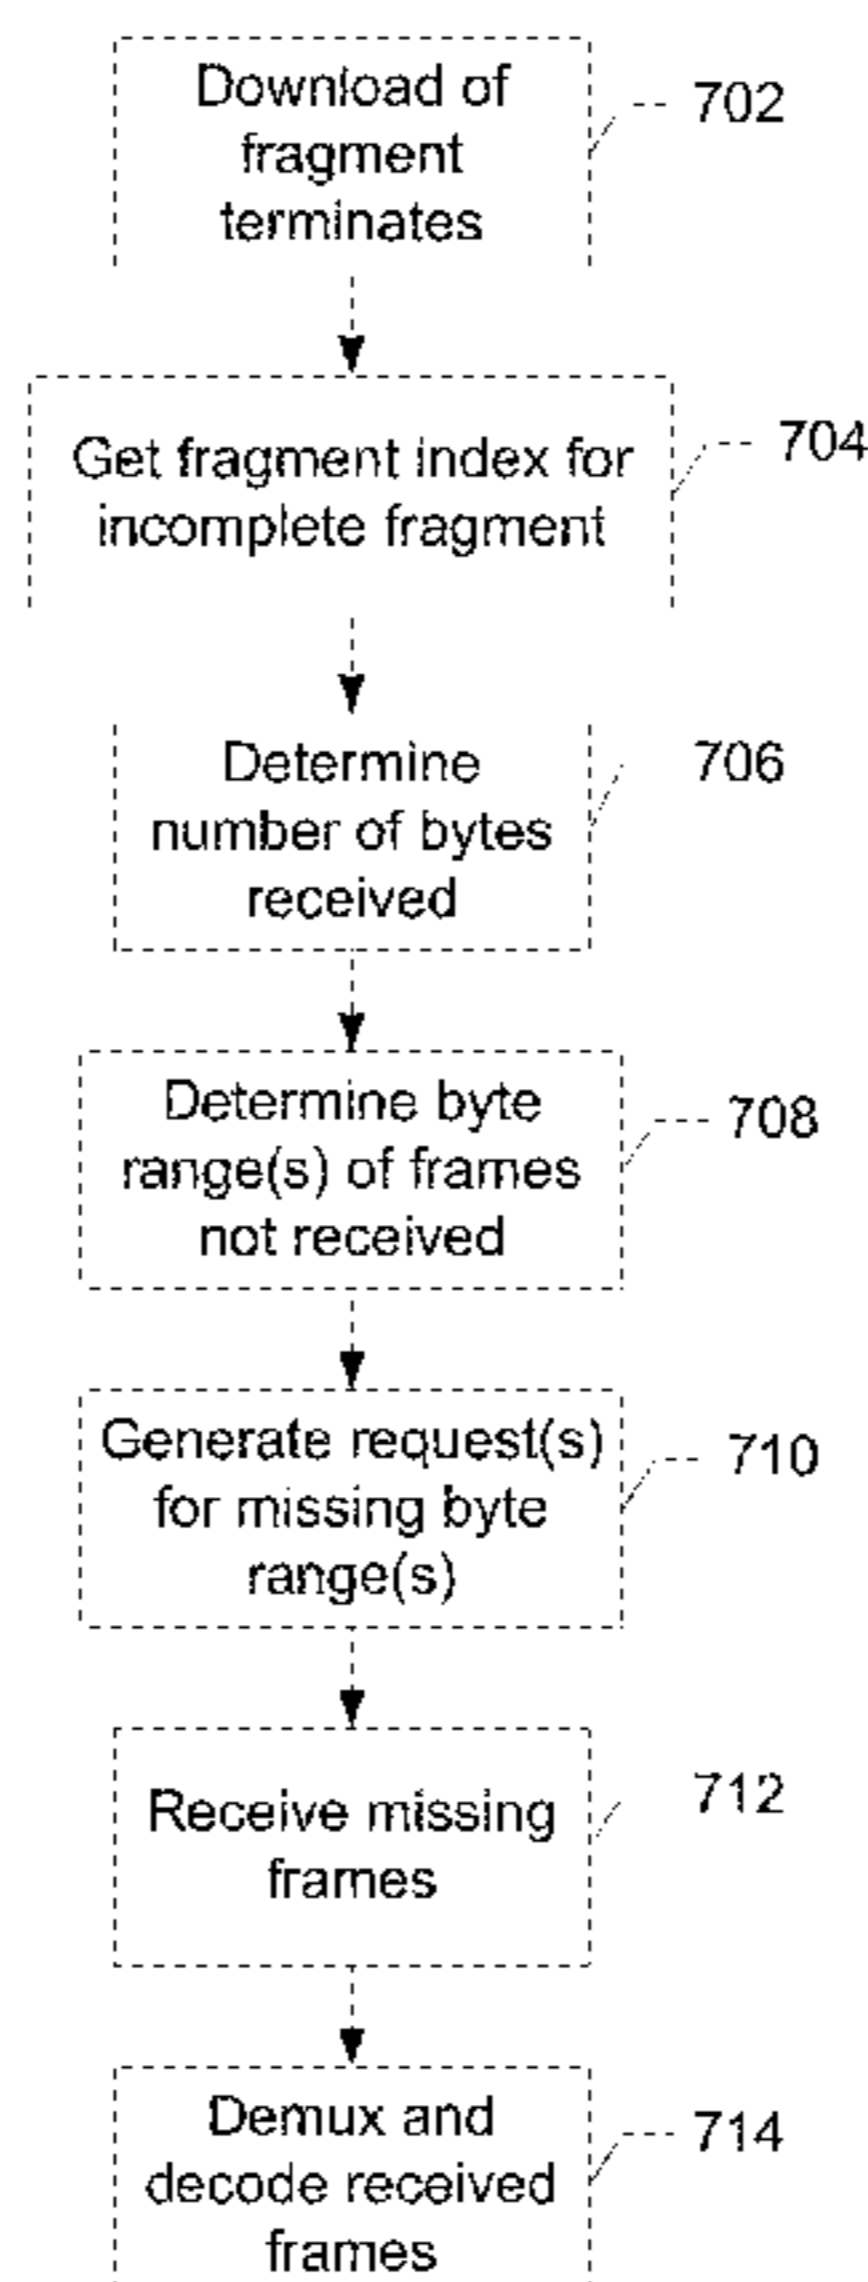 Download of
fragment
terminates
702
Get fragment index for
incomplete fragment
704
Determine
number of bytes
received
706
Determine byte
range(s) of frames
not received
708
Generate request(s)
for missing byte
range(s)
710
Receive missing
frames
712
Demux and
decode received
frames
714